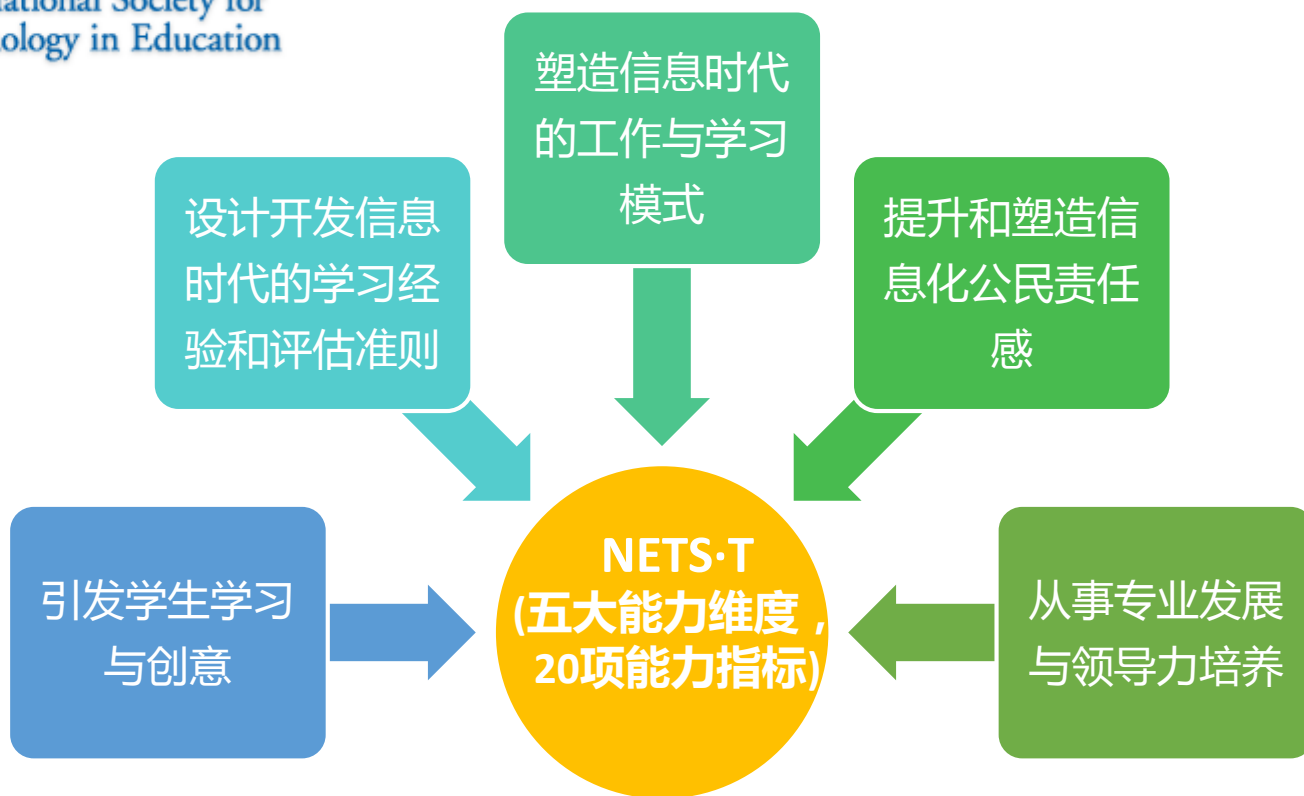 ology in Education
塑造信息时代
的工作与学习
模式
设计开发信息
时代的学习经
验和评估准则
提升和塑造信
息化公民责任
感
引发学生学习
与创意
NETS·T
(五大能力维度，
20项能力指标)
从事专业发展
与领导力培养